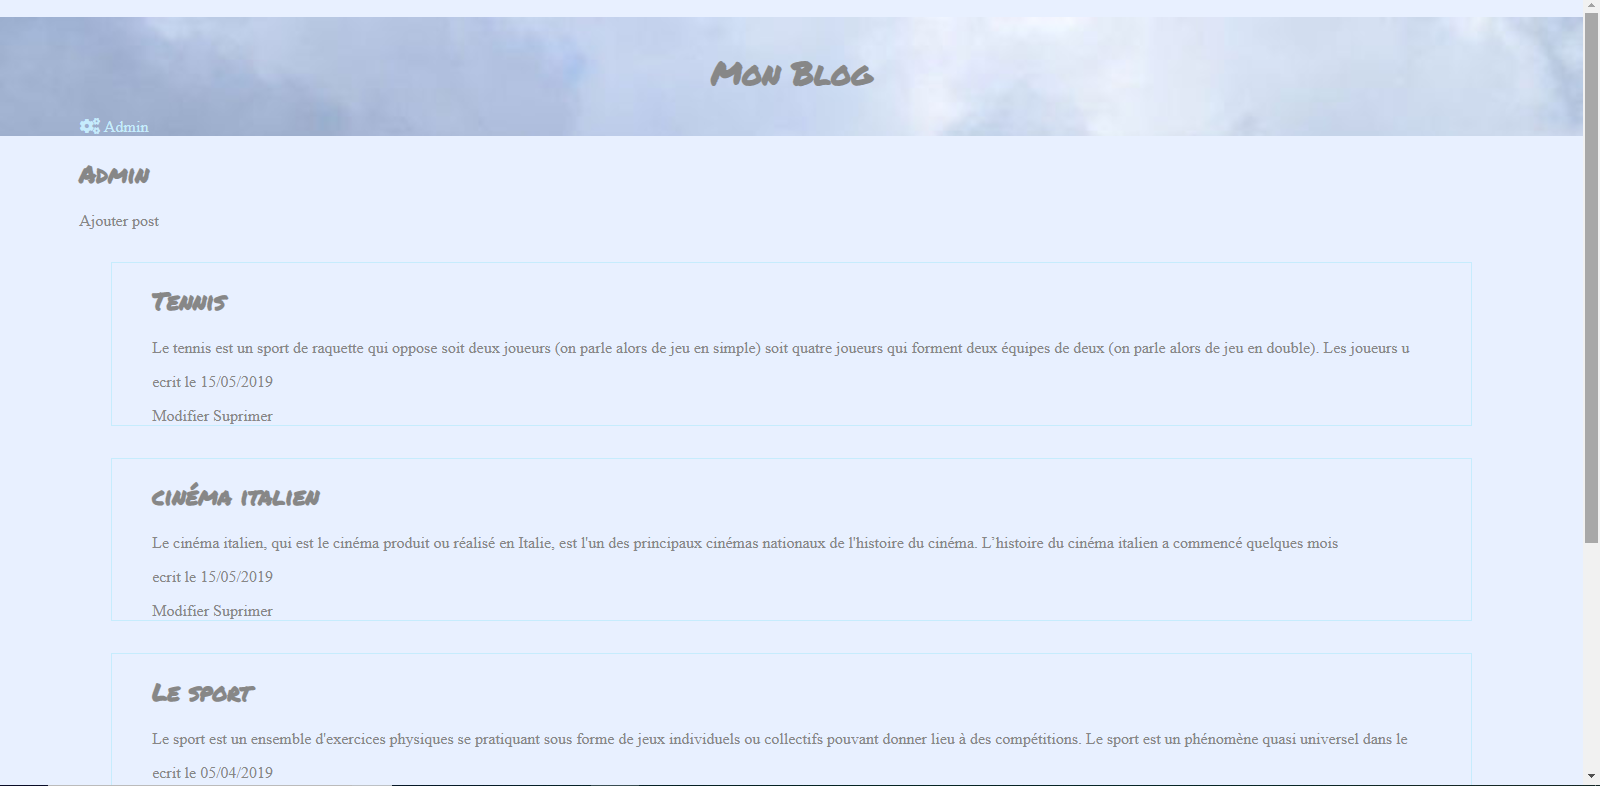 Mon Blog
Admin
Admin
Ajouter post
Tennis
Le tennis est un sport de raquette qui oppose soit deux joueurs (on parle alors de jeu en simple) soit quatre joueurs qui forment deux équipes de deux (on parle alors de jeu en double). Les joueurs u
ecrit le 15/05/2019
Modifier Suprimer
cinéma italien
Le cinéma italien, qui est le cinéma produit ou réalisé en Italie, est l'un des principaux cinémas nationaux de l'histoire du cinéma. L’histoire du cinéma italien a commencé quelques mois
ecrit le 15/05/2019
Modifier Suprimer
Le sport
Le sport est un ensemble d'exercices physiques se pratiquant sous forme de jeux individuels ou collectifs pouvant donner lieu à des compétitions. Le sport est un phénomène quasi universel dans le
ecrit le 05/04/2019